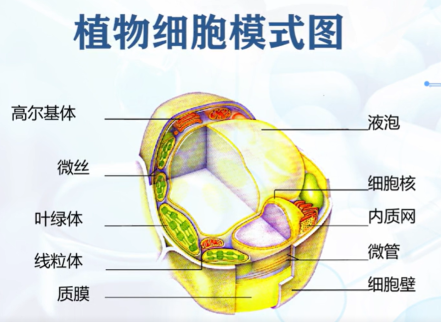 植物细胞模式图
高尔基体
微丝
叶绿体
线粒体
质膜
液泡
细胞核
内质网
微管
细胞壁